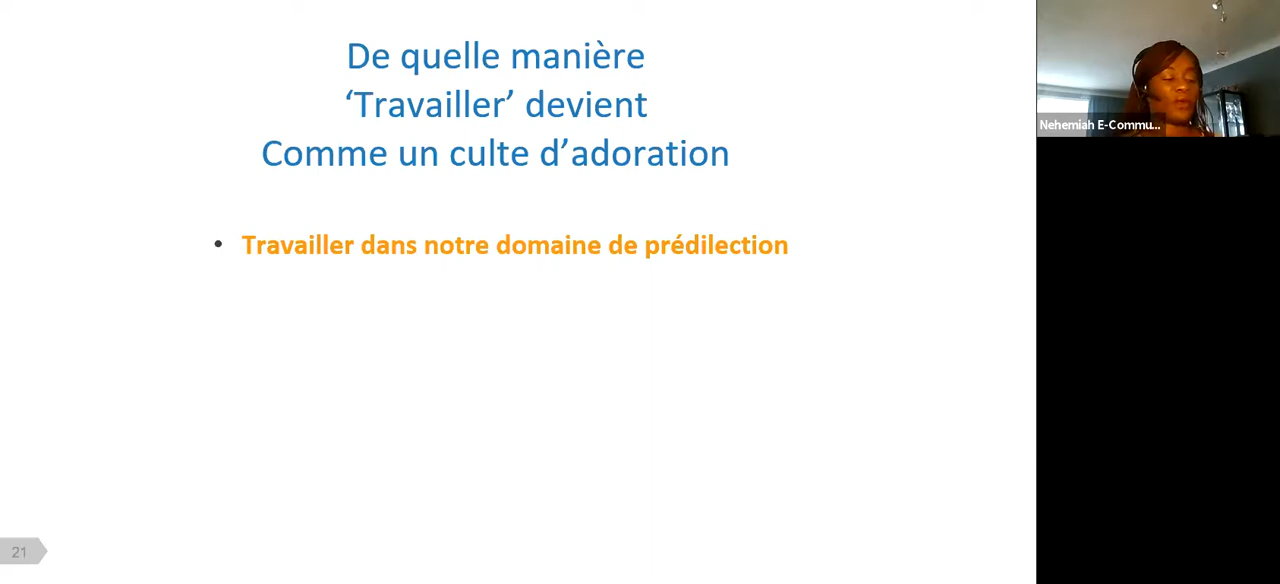 De quelle manière
‘Travailler’ devient
Comme un culte d’adoration
• Travailler dans notre domaine de prédilection
Nehemiah E-Commu...
21